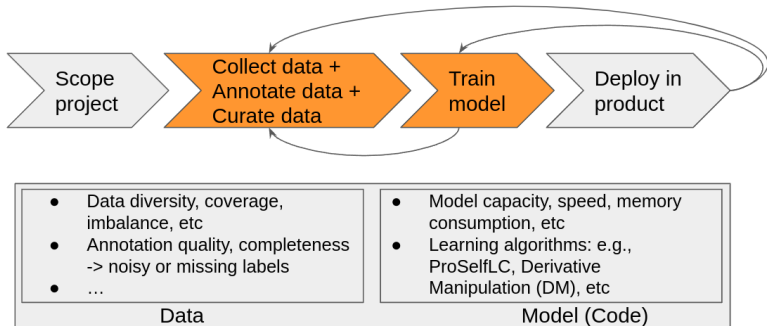 Scope
project
Collect data +
Annotate data +
Curate data
Train
model
Deploy in
product
● Data diversity, coverage,
imbalance, etc
● Annotation quality, completeness
-> noisy or missing labels
● …
Data
● Model capacity, speed, memory
consumption, etc
● Learning algorithms: e.g.,
ProSelfLC, Derivative
Manipulation (DM), etc
Model (Code)